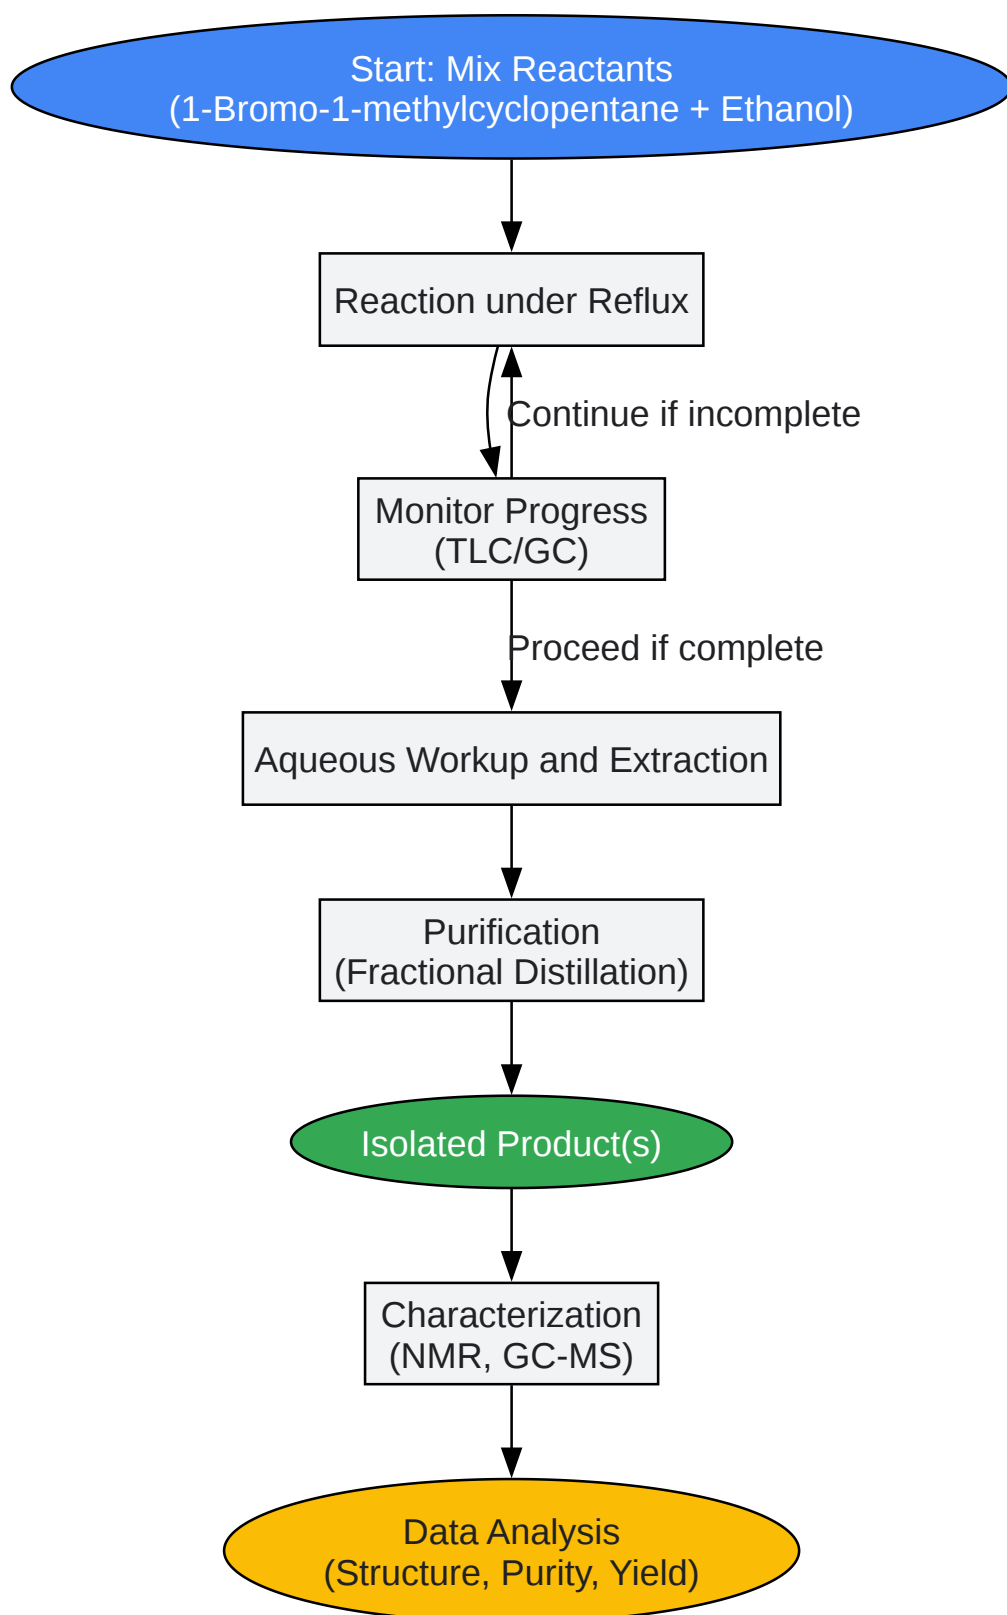 Start: Mix Reactants
(1-Bromo-1-methylcyclopentane + Ethanol)
Reaction under Reflux
Continue if incomplete
Monitor Progress
(TLC/GC)
Proceed if complete
Aqueous Workup and Extraction
Purification
(Fractional Distillation)
Isolated Product(s)
Characterization
(NMR, GC-MS)
Data Analysis
(Structure, Purity, Yield)